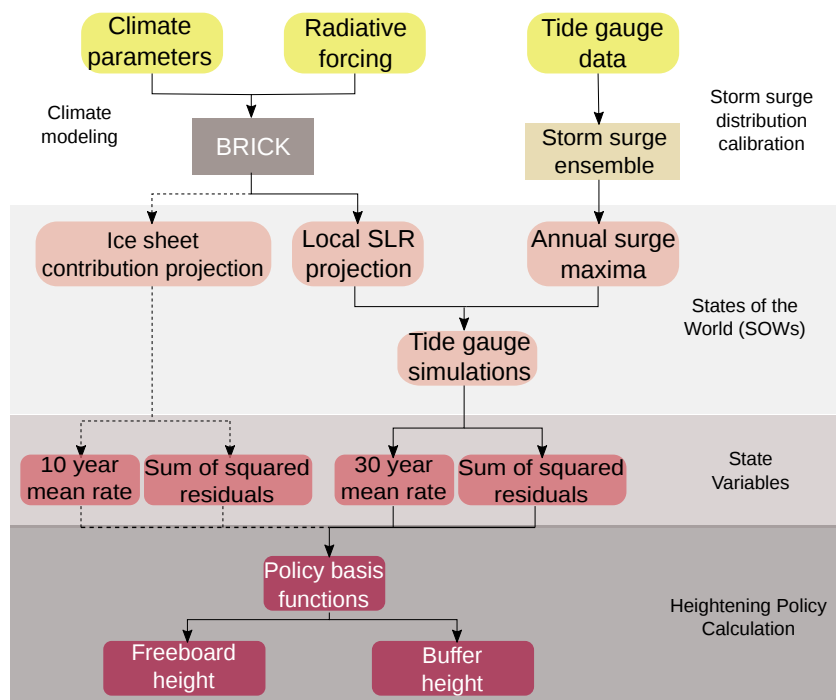 Climate
parameters
Radiative
forcing
Tide gauge
data
Climate
modeling
BRICK
Storm surge
ensemble
Storm surge
distribution
calibration
Ice sheet
contribution projection
Local SLR
projection
Annual surge
maxima
States of the
World (SOWs)
Tide gauge
simulations
10 year
mean rate
Sum of squared
residuals
30 year
mean rate
Sum of squared
residuals
State
Variables
Policy basis
functions
Heightening Policy
Calculation
Freeboard
height
Buffer
height